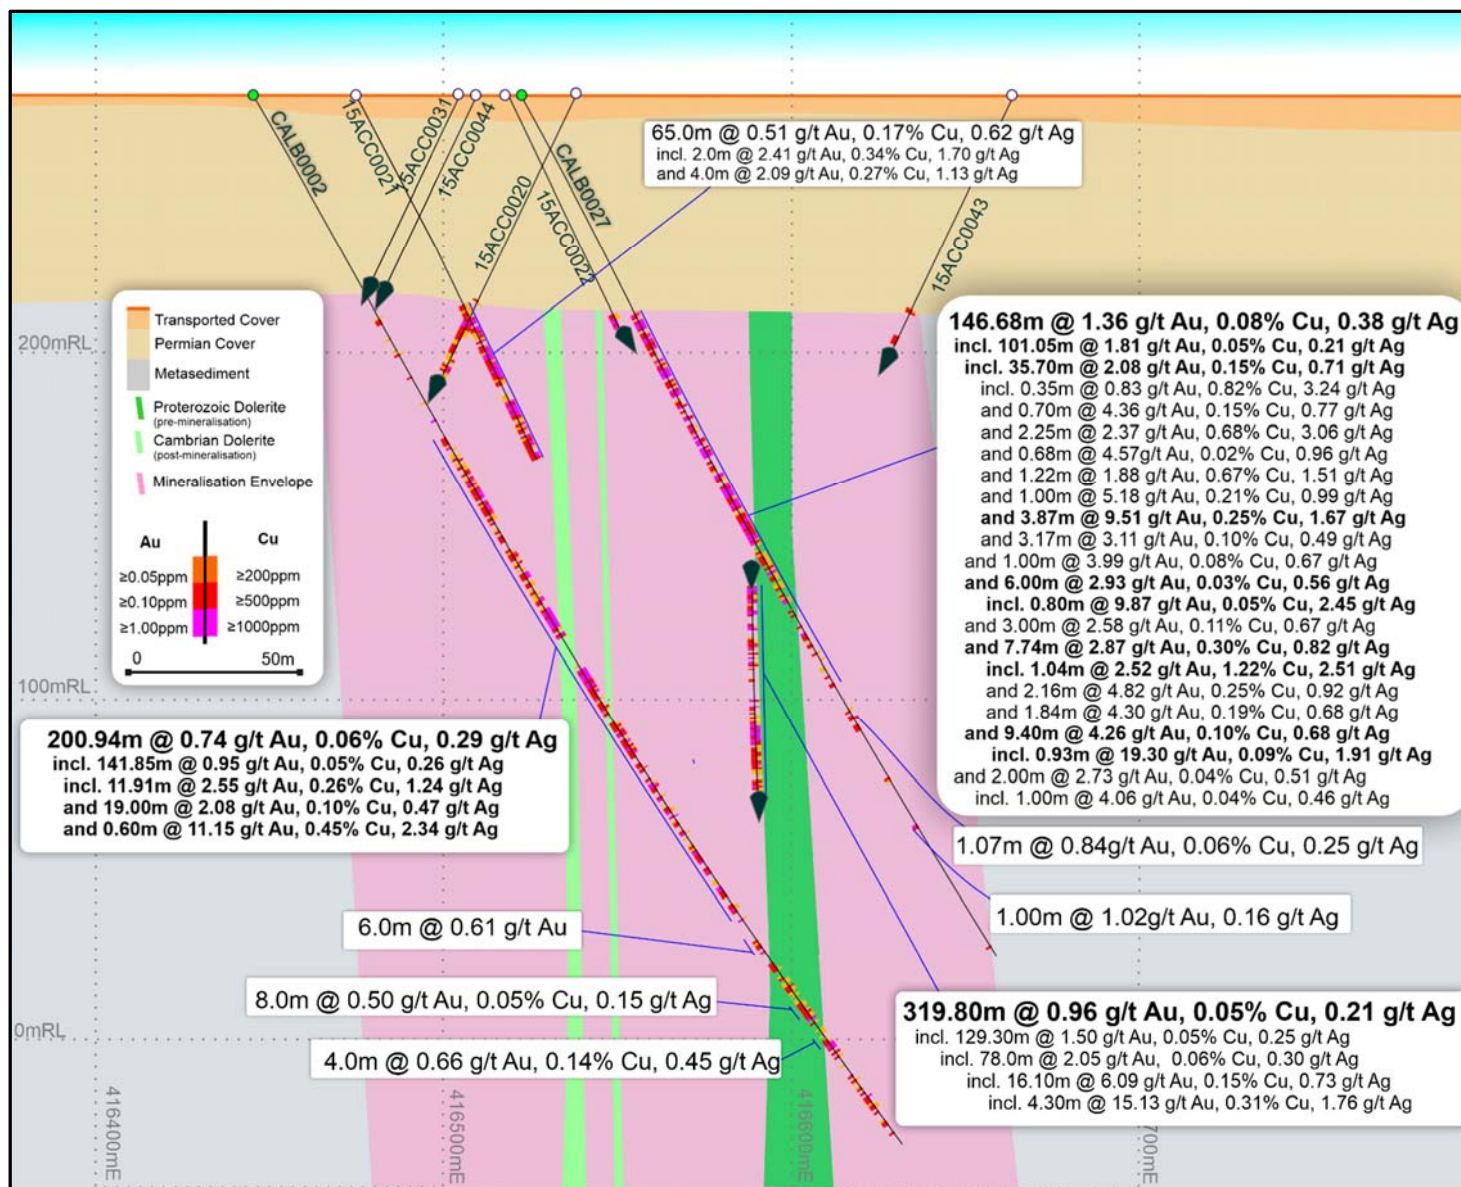 CALB0002
15ACC0021
15ACC0031
15ACC0044
15ACC0020
15ACC0022
CALB0027
15ACC0043
65.0m @ 0.51 g/t Au, 0.17% Cu, 0.62 g/t Ag
incl. 2.0m @ 2.41 g/t Au, 0.34% Cu, 1.70 g/t Ag
and 4.0m @ 2.09 g/t Au, 0.27% Cu, 1.13 g/t Ag
Transported Cover
Permian Cover
Metasediment
Proterozoic Dolerite
(pre-mineralisation)
Cambrian Dolerite
(post-mineralisation)
Mineralisation Envelope
Au Cu
≥0.05ppm ≥200ppm
≥0.10ppm ≥500ppm
≥1.00ppm ≥1000ppm
0 50m
200mRL
100mRL
0mRL
146.68m @ 1.36 g/t Au, 0.08% Cu, 0.38 g/t Ag
incl. 101.05m @ 1.81 g/t Au, 0.05% Cu, 0.21 g/t Ag
incl. 35.70m @ 2.08 g/t Au, 0.15% Cu, 0.71 g/t Ag
incl. 0.35m @ 0.83 g/t Au, 0.82% Cu, 3.24 g/t Ag
and 0.70m @ 4.36 g/t Au, 0.15% Cu, 0.77 g/t Ag
and 2.25m @ 2.37 g/t Au, 0.68% Cu, 3.06 g/t Ag
and 0.68m @ 4.57g/t Au, 0.02% Cu, 0.96 g/t Ag
and 1.22m @ 1.88 g/t Au, 0.67% Cu, 1.51 g/t Ag
and 1.00m @ 5.18 g/t Au, 0.21% Cu, 0.99 g/t Ag
and 3.87m @ 9.51 g/t Au, 0.25% Cu, 1.67 g/t Ag
and 3.17m @ 3.11 g/t Au, 0.10% Cu, 0.49 g/t Ag
and 1.00m @ 3.99 g/t Au, 0.08% Cu, 0.67 g/t Ag
and 6.00m @ 2.93 g/t Au, 0.03% Cu, 0.56 g/t Ag
incl. 0.80m @ 9.87 g/t Au, 0.05% Cu, 2.45 g/t Ag
and 3.00m @ 2.58 g/t Au, 0.11% Cu, 0.67 g/t Ag
and 7.74m @ 2.87 g/t Au, 0.30% Cu, 0.82 g/t Ag
incl. 1.04m @ 2.52 g/t Au, 1.22% Cu, 2.51 g/t Ag
and 2.16m @ 4.82 g/t Au, 0.25% Cu, 0.92 g/t Ag
and 1.84m @ 4.30 g/t Au, 0.19% Cu, 0.68 g/t Ag
and 9.40m @ 4.26 g/t Au, 0.10% Cu, 0.68 g/t Ag
incl. 0.93m @ 19.30 g/t Au, 0.09% Cu, 1.91 g/t Ag
and 2.00m @ 2.73 g/t Au, 0.04% Cu, 0.51 g/t Ag
incl. 1.00m @ 4.06 g/t Au, 0.04% Cu, 0.46 g/t Ag
200.94m @ 0.74 g/t Au, 0.06% Cu, 0.29 g/t Ag
incl. 141.85m @ 0.95 g/t Au, 0.05% Cu, 0.26 g/t Ag
incl. 11.91m @ 2.55 g/t Au, 0.26% Cu, 1.24 g/t Ag
and 19.00m @ 2.08 g/t Au, 0.10% Cu, 0.47 g/t Ag
and 0.60m @ 11.15 g/t Au, 0.45% Cu, 2.34 g/t Ag
1.07m @ 0.84g/t Au, 0.06% Cu, 0.25 g/t Ag
1.00m @ 1.02g/t Au, 0.16 g/t Ag
6.0m @ 0.61 g/t Au
8.0m @ 0.50 g/t Au, 0.05% Cu, 0.15 g/t Ag
4.0m @ 0.66 g/t Au, 0.14% Cu, 0.45 g/t Ag
319.80m @ 0.96 g/t Au, 0.05% Cu, 0.21 g/t Ag
incl. 129.30m @ 1.50 g/t Au, 0.05% Cu, 0.25 g/t Ag
incl. 78.0m @ 2.05 g/t Au, 0.06% Cu, 0.30 g/t Ag
incl. 16.10m @ 6.09 g/t Au, 0.15% Cu, 0.73 g/t Ag
incl. 4.30m @ 15.13 g/t Au, 0.31% Cu, 1.76 g/t Ag
416400mE
416500mE
416600mE
700mE